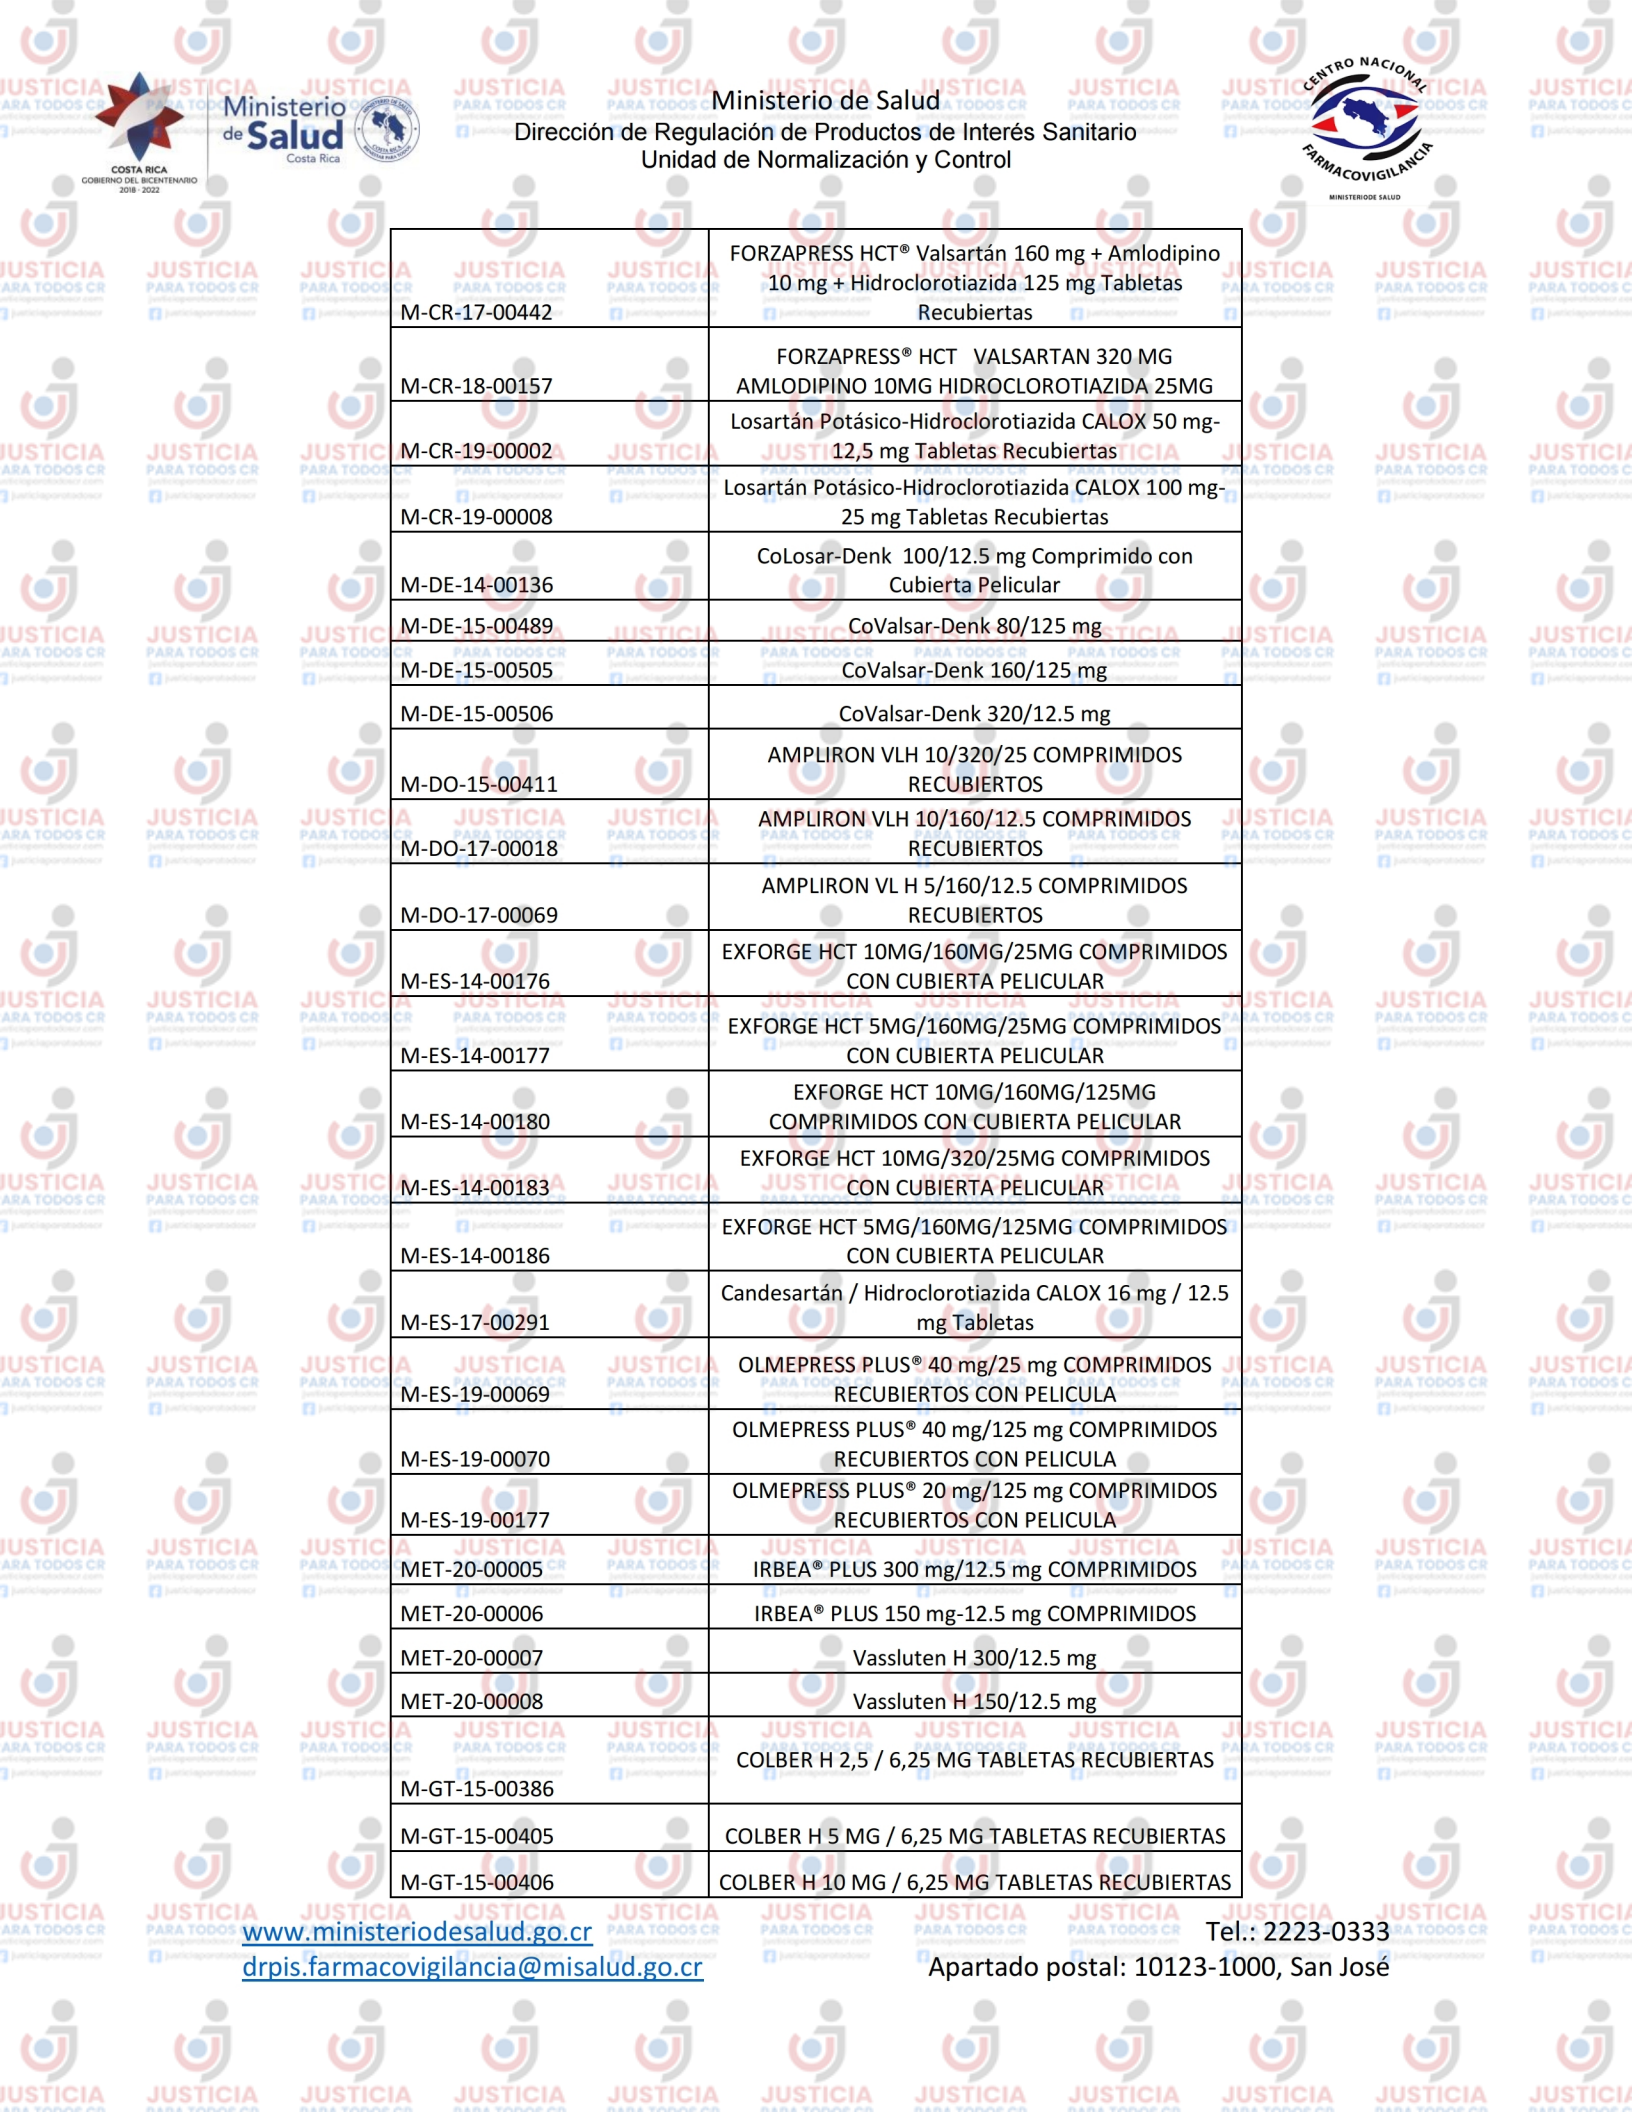 COSTA RICA
GOBIERNO DEL BICENTENARIO
2018 - 2022
Ministerio
de Salud
Costa Rica
Ministerio de Salud
Dirección de Regulación de Productos de Interés Sanitario
Unidad de Normalización y Control
CENTRO NACIONAL
FARMACOVIGILANCIA
MINISTERIODE SALUD
FORZAPRESS HCT® Valsartán 160 mg + Amlodipino
10 mg + Hidroclorotiazida 125 mg Tabletas
M-CR-17-00442 Recubiertas
FORZAPRESS® HCT VALSARTAN 320 MG
M-CR-18-00157 AMLODIPINO 10MG HIDROCLOROTIAZIDA 25MG
Losartán Potásico-Hidroclorotiazida CALOX 50 mg-
M-CR-19-00002 12,5 mg Tabletas Recubiertas
Losartán Potásico-Hidroclorotiazida CALOX 100 mg-
M-CR-19-00008 25 mg Tabletas Recubiertas
CoLosar-Denk 100/12.5 mg Comprimido con
M-DE-14-00136 Cubierta Pelicular
M-DE-15-00489 CoValsar-Denk 80/125 mg
M-DE-15-00505 CoValsar-Denk 160/125 mg
M-DE-15-00506 CoValsar-Denk 320/12.5 mg
AMPLIRON VLH 10/320/25 COMPRIMIDOS
M-DO-15-00411 RECUBIERTOS
AMPLIRON VLH 10/160/12.5 COMPRIMIDOS
M-DO-17-00018 RECUBIERTOS
AMPLIRON VL H 5/160/12.5 COMPRIMIDOS
M-DO-17-00069 RECUBIERTOS
EXFORGE HCT 10MG/160MG/25MG COMPRIMIDOS
M-ES-14-00176 CON CUBIERTA PELICULAR
EXFORGE HCT 5MG/160MG/25MG COMPRIMIDOS
M-ES-14-00177 CON CUBIERTA PELICULAR
EXFORGE HCT 10MG/160MG/125MG
M-ES-14-00180 COMPRIMIDOS CON CUBIERTA PELICULAR
EXFORGE HCT 10MG/320/25MG COMPRIMIDOS
M-ES-14-00183 CON CUBIERTA PELICULAR
EXFORGE HCT 5MG/160MG/125MG COMPRIMIDOS
M-ES-14-00186 CON CUBIERTA PELICULAR
Candesartán / Hidroclorotiazida CALOX 16 mg / 12.5
M-ES-17-00291 mg Tabletas
OLMEPRESS PLUS® 40 mg/25 mg COMPRIMIDOS
M-ES-19-00069 RECUBIERTOS CON PELICULA
OLMEPRESS PLUS® 40 mg/125 mg COMPRIMIDOS
M-ES-19-00070 RECUBIERTOS CON PELICULA
OLMEPRESS PLUS® 20 mg/125 mg COMPRIMIDOS
M-ES-19-00177 RECUBIERTOS CON PELICULA
MET-20-00005 IRBEA® PLUS 300 mg/12.5 mg COMPRIMIDOS
MET-20-00006 IRBEA® PLUS 150 mg-12.5 mg COMPRIMIDOS
MET-20-00007 Vassluten H 300/12.5 mg
MET-20-00008 Vassluten H 150/12.5 mg
COLBER H 2,5 / 6,25 MG TABLETAS RECUBIERTAS
M-GT-15-00386
M-GT-15-00405 COLBER H 5 MG / 6,25 MG TABLETAS RECUBIERTAS
M-GT-15-00406 COLBER H 10 MG / 6,25 MG TABLETAS RECUBIERTAS
www.ministeriodesalud.go.cr Tel.: 2223-0333
drpis.farmacovigilancia@misalud.go.cr Apartado postal: 10123-1000, San José
JUSTICIA
PARA TODOS CR